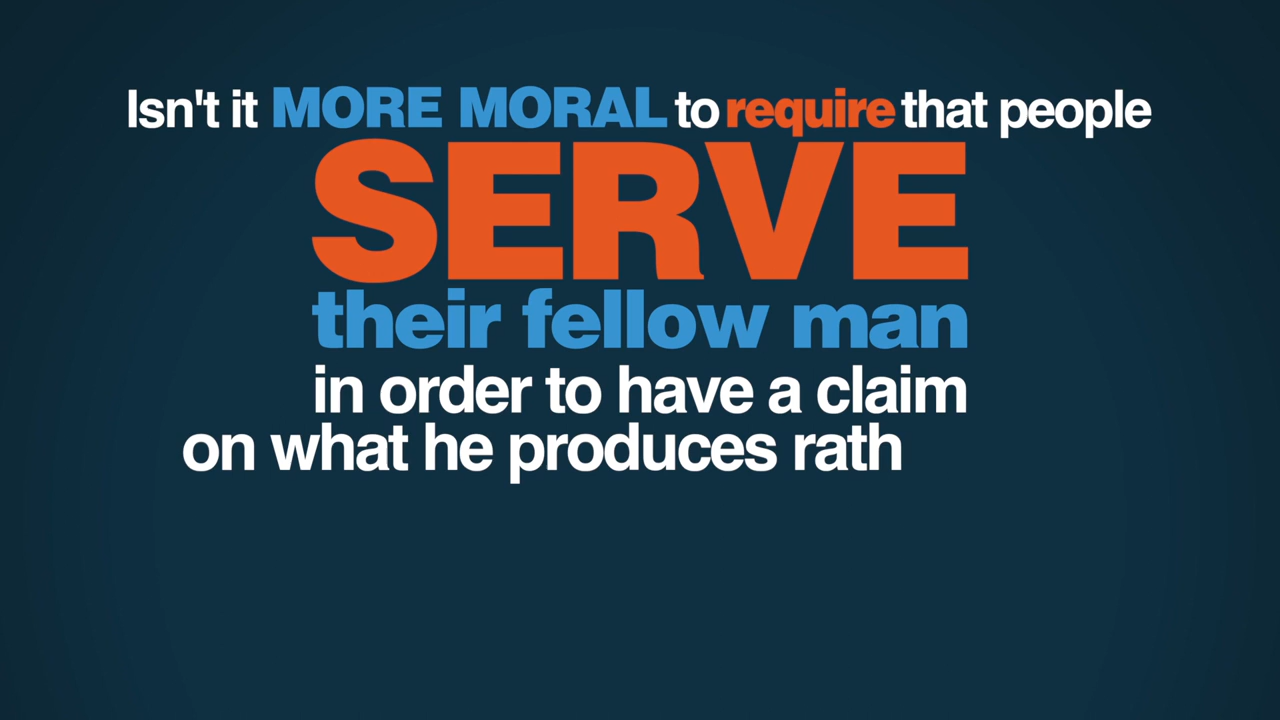 Isn't it MORE MORAL to require that people
SERVE
their fellow man
in order to have a claim
on what he produces rath